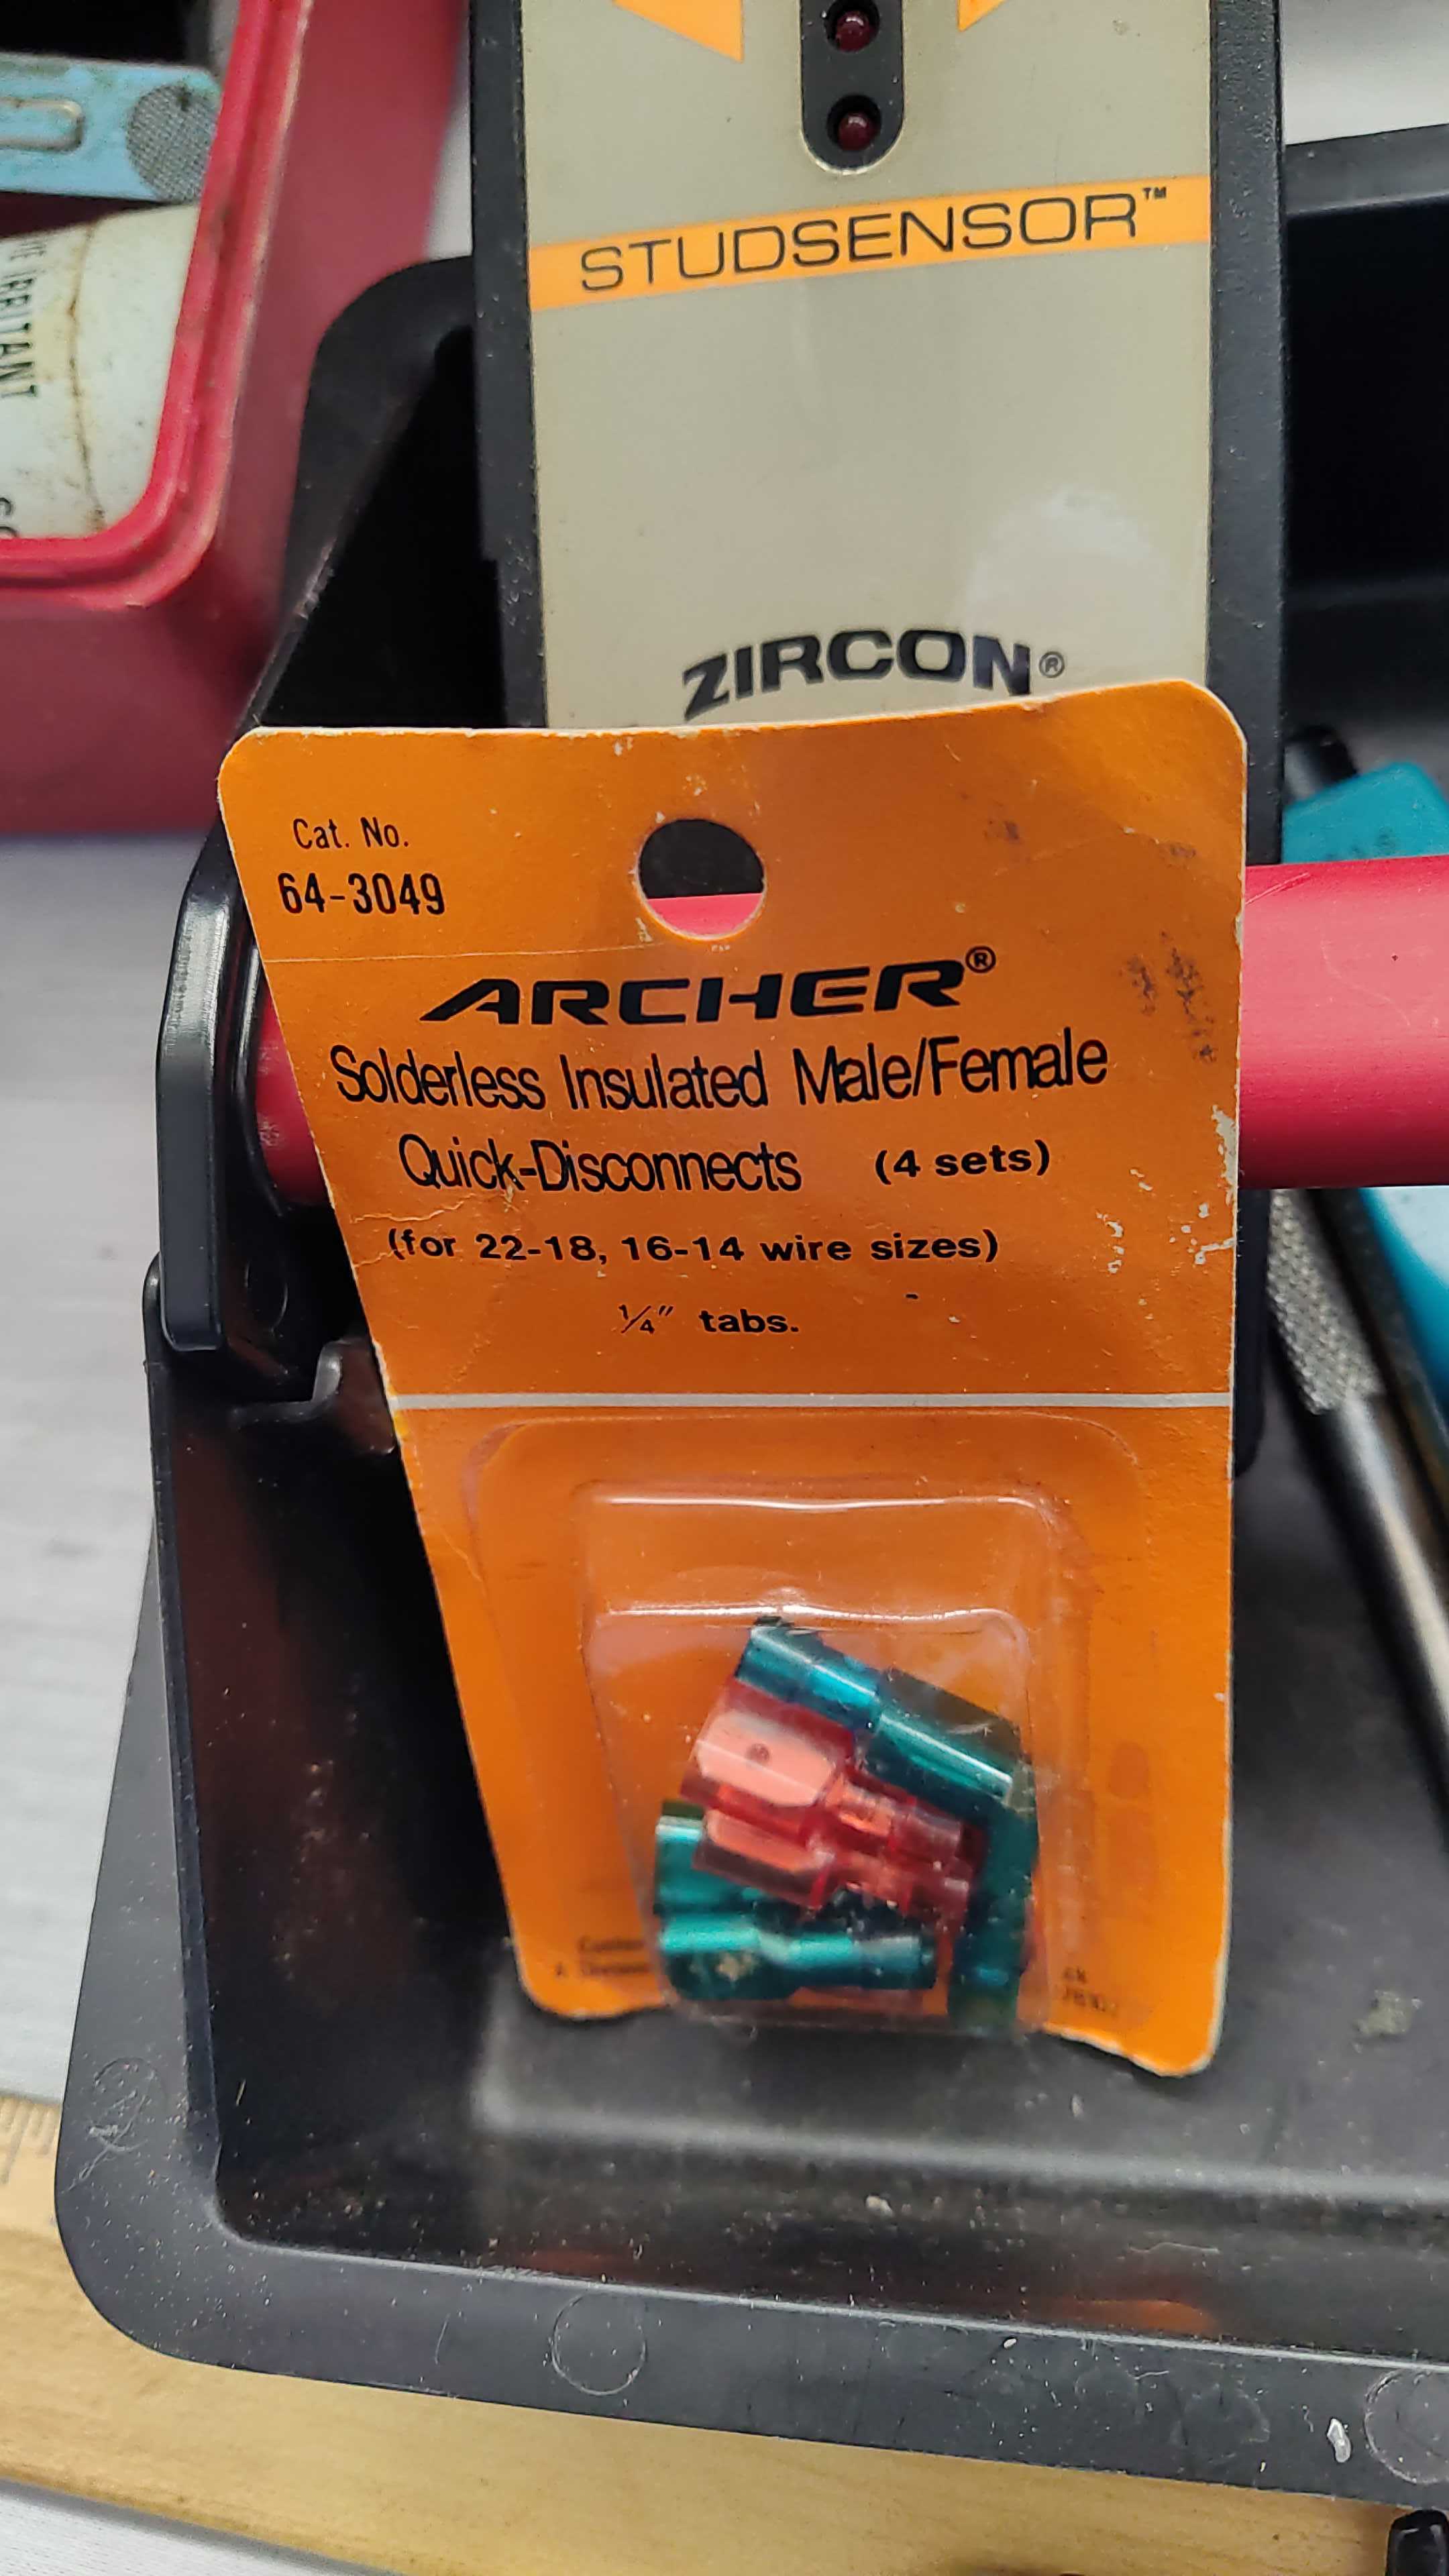 IRRITANT
STUDSENSOR™
ZIRCON®
Cat. No.
64-3049
ARCHER®
Solderless Insulated Male/Female
Quick-Disconnects (4 sets)
(for 22-18, 16-14 wire sizes)
1/4" tabs.